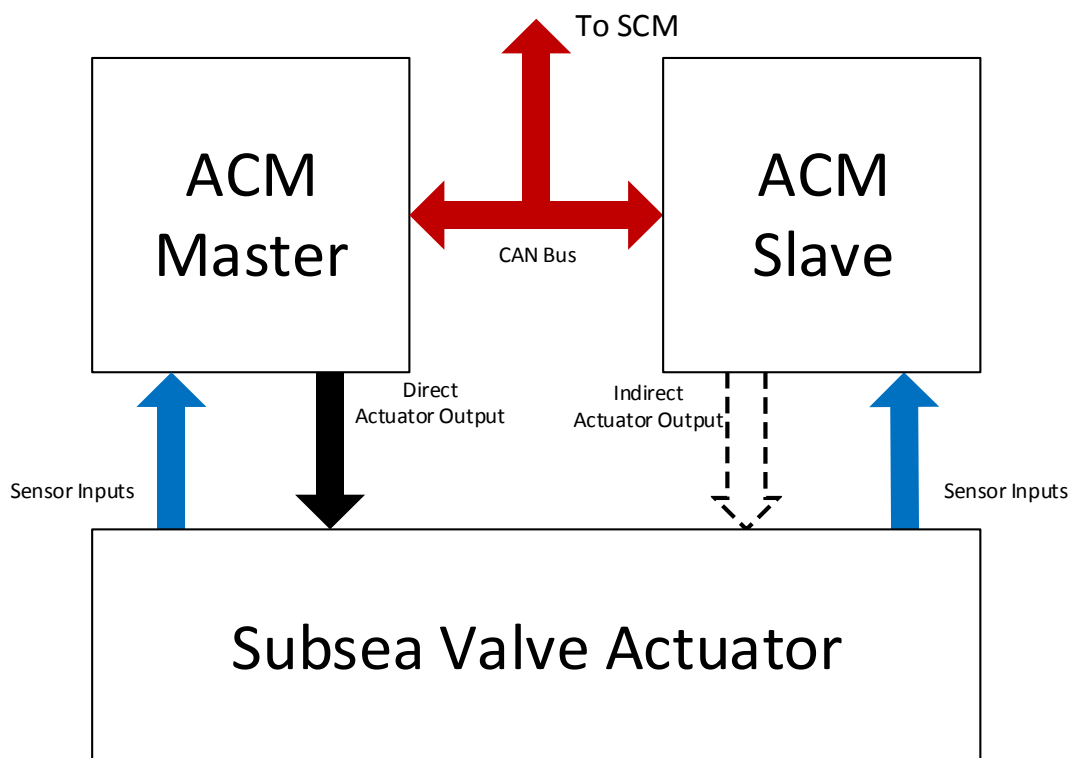 To SCM
ACM
Master
ACM
Slave
CAN Bus
Direct
Actuator Output
Indirect
Actuator Output
Sensor Inputs
Sensor Inputs
Subsea Valve Actuator